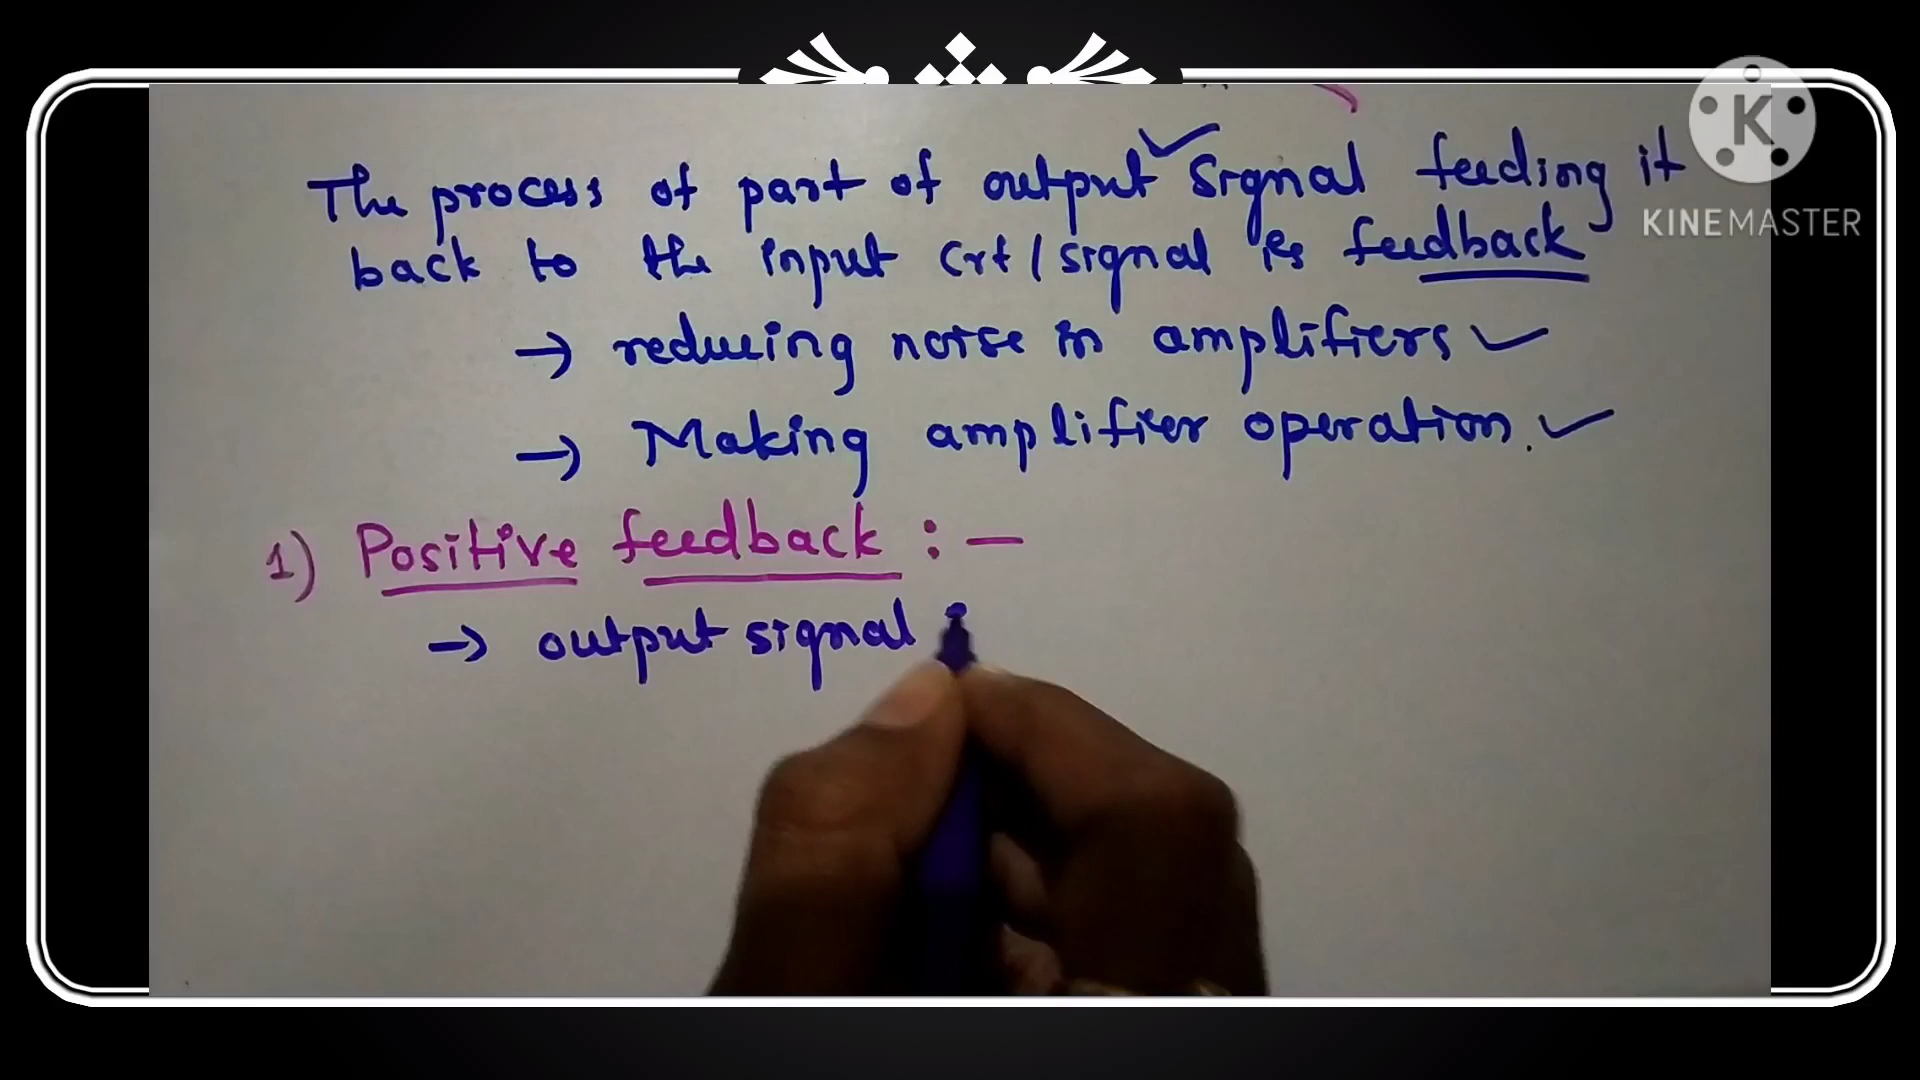 The process of part of output signal feeding it
back to the input Crt/signal is feedback
→ reducing noise in amplifiers ✓
→ Making amplifier operation. ✓
1) Positive feedback : —
→ output signal
K
KINEMASTER